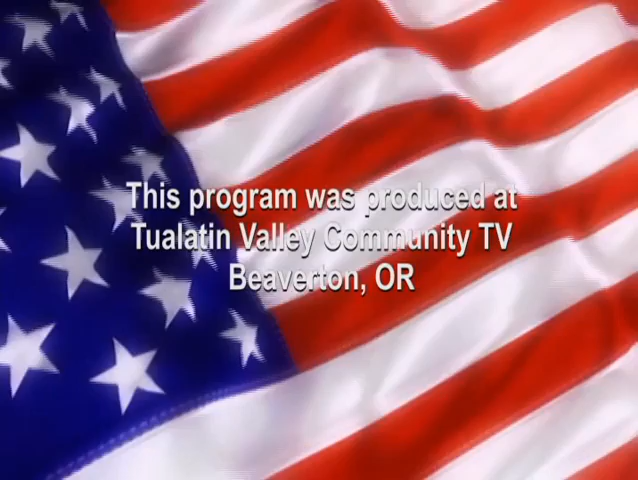 This program was produced at
Tualatin Valley Community TV
Beaverton, OR